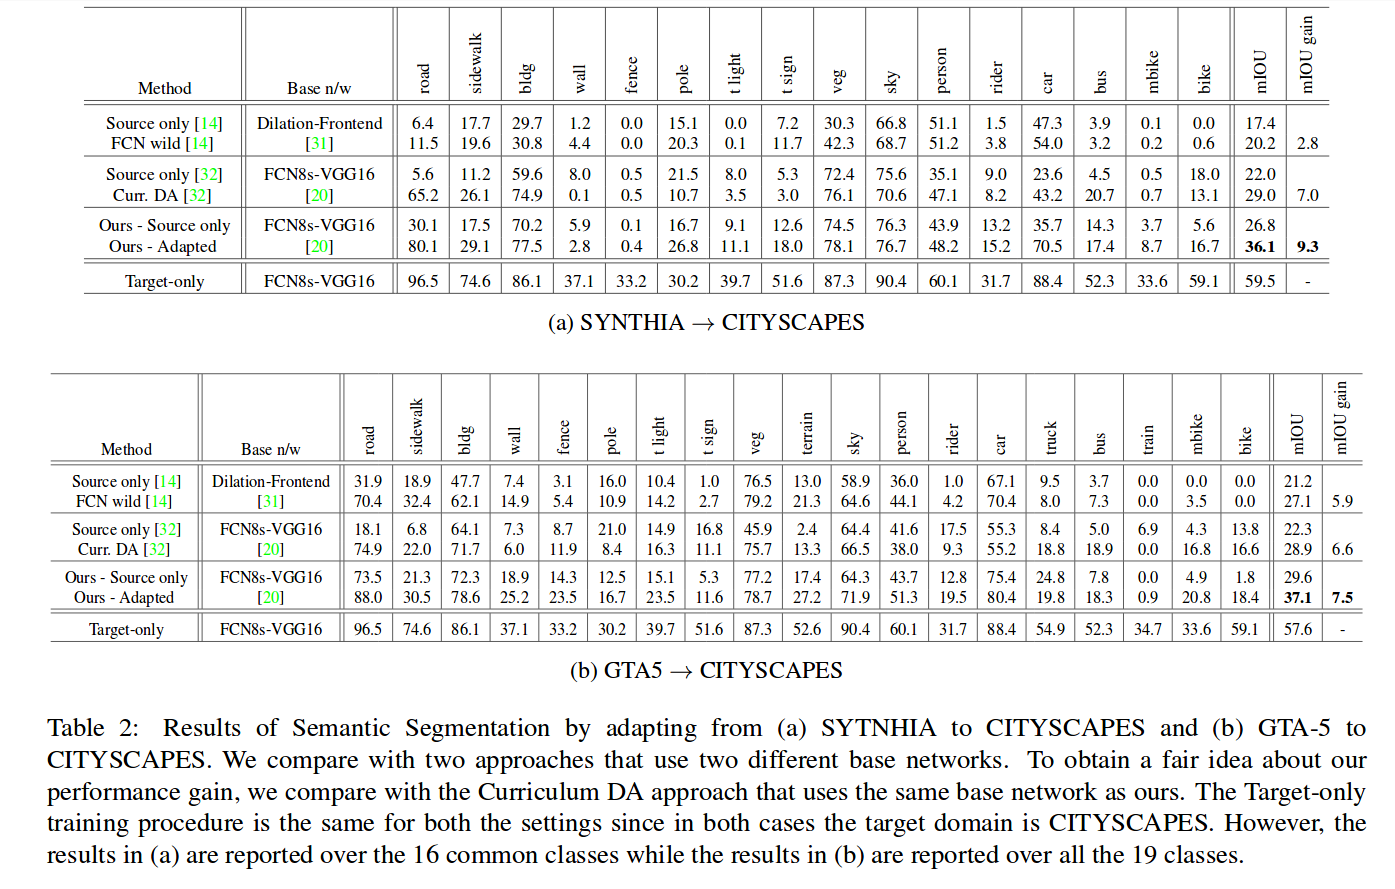 Method Base n/w road sidewalk bldg wall fence pole t light t sign veg sky person rider car bus mbike bike mIOU mIOU gain
Source only [14] Dilation-Frontend 6.4 17.7 29.7 1.2 0.0 15.1 0.0 7.2 30.3 66.8 51.1 1.5 47.3 3.9 0.1 0.0 17.4
FCN wild [14] [31] 11.5 19.6 30.8 4.4 0.0 20.3 0.1 11.7 42.3 68.7 51.2 3.8 54.0 3.2 0.2 0.6 20.2 2.8
Source only [32] FCN8s-VGG16 5.6 11.2 59.6 8.0 0.5 21.5 8.0 5.3 72.4 75.6 35.1 9.0 23.6 4.5 0.5 18.0 22.0
Curr. DA [32] [20] 65.2 26.1 74.9 0.1 0.5 10.7 3.5 3.0 76.1 70.6 47.1 8.2 43.2 20.7 0.7 13.1 29.0 7.0
Ours - Source only FCN8s-VGG16 30.1 17.5 70.2 5.9 0.1 16.7 9.1 12.6 74.5 76.3 43.9 13.2 35.7 14.3 3.7 5.6 26.8
Ours - Adapted [20] 80.1 29.1 77.5 2.8 0.4 26.8 11.1 18.0 78.1 76.7 48.2 15.2 70.5 17.4 8.7 16.7 36.1 9.3
Target-only FCN8s-VGG16 96.5 74.6 86.1 37.1 33.2 30.2 39.7 51.6 87.3 90.4 60.1 31.7 88.4 52.3 33.6 59.1 59.5 -
(a) SYNTHIA → CITYSCAPES
Method Base n/w road sidewalk bldg wall fence pole t light t sign veg terrain sky person rider car truck bus train mbike bike mIOU mIOU gain
Source only [14] Dilation-Frontend 31.9 18.9 47.7 7.4 3.1 16.0 10.4 1.0 76.5 13.0 58.9 36.0 1.0 67.1 9.5 3.7 0.0 0.0 0.0 21.2
FCN wild [14] [31] 70.4 32.4 62.1 14.9 5.4 10.9 14.2 2.7 79.2 21.3 64.6 44.1 4.2 70.4 8.0 7.3 0.0 3.5 0.0 27.1 5.9
Source only [32] FCN8s-VGG16 18.1 6.8 64.1 7.3 8.7 21.0 14.9 16.8 45.9 2.4 64.4 41.6 17.5 55.3 8.4 5.0 6.9 4.3 13.8 22.3
Curr. DA [32] [20] 74.9 22.0 71.7 6.0 11.9 8.4 16.3 11.1 75.7 13.3 66.5 38.0 9.3 55.2 18.8 18.9 0.0 16.8 16.6 28.9 6.6
Ours - Source only FCN8s-VGG16 73.5 21.3 72.3 18.9 14.3 12.5 15.1 5.3 77.2 17.4 64.3 43.7 12.8 75.4 24.8 7.8 0.0 4.9 1.8 29.6
Ours - Adapted [20] 88.0 30.5 78.6 25.2 23.5 16.7 23.5 11.6 78.7 27.2 71.9 51.3 19.5 80.4 19.8 18.3 0.9 20.8 18.4 37.1 7.5
Target-only FCN8s-VGG16 96.5 74.6 86.1 37.1 33.2 30.2 39.7 51.6 87.3 52.6 90.4 60.1 31.7 88.4 54.9 52.3 34.7 33.6 59.1 57.6 -
(b) GTA5 → CITYSCAPES
Table 2: Results of Semantic Segmentation by adapting from (a) SYTNHIA to CITYSCAPES and (b) GTA-5 to
CITYSCAPES. We compare with two approaches that use two different base networks. To obtain a fair idea about our
performance gain, we compare with the Curriculum DA approach that uses the same base network as ours. The Target-only
training procedure is the same for both the settings since in both cases the target domain is CITYSCAPES. However, the
results in (a) are reported over the 16 common classes while the results in (b) are reported over all the 19 classes.